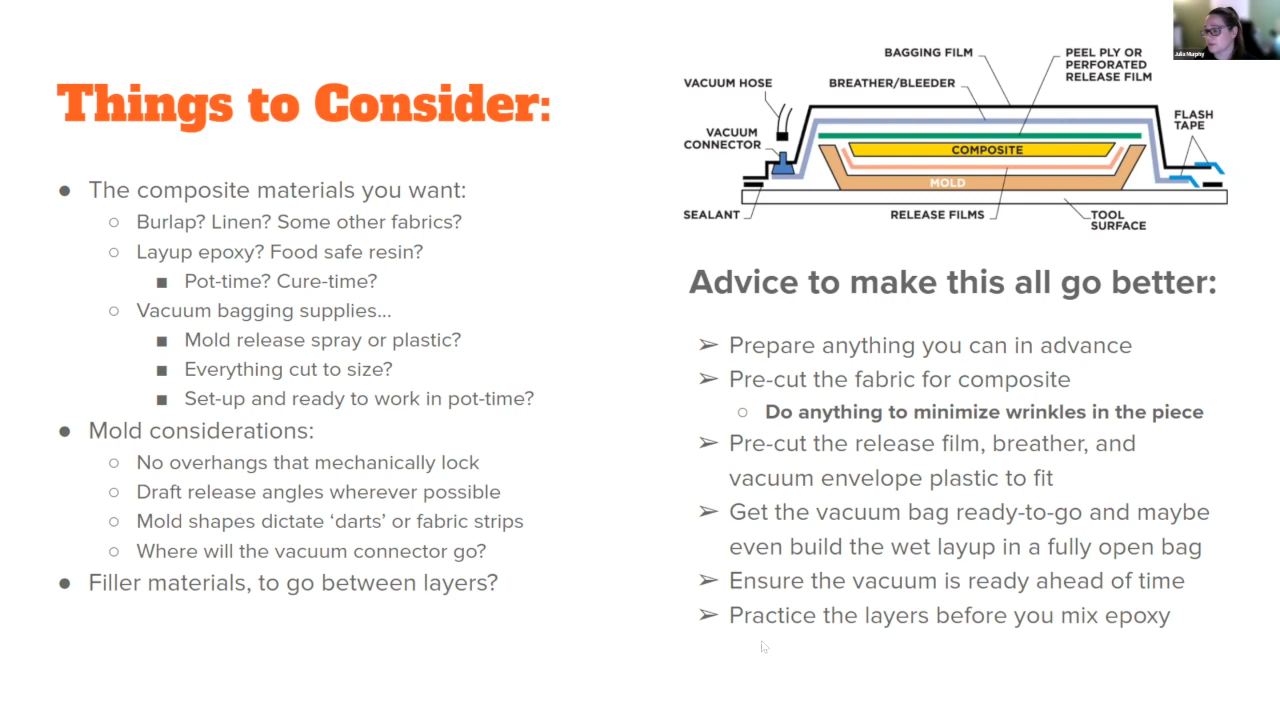 Things to Consider:
● The composite materials you want:
○ Burlap? Linen? Some other fabrics?
○ Layup epoxy? Food safe resin?
■ Pot-time? Cure-time?
○ Vacuum bagging supplies...
■ Mold release spray or plastic?
■ Everything cut to size?
■ Set-up and ready to work in pot-time?
● Mold considerations:
○ No overhangs that mechanically lock
○ Draft release angles wherever possible
○ Mold shapes dictate ‘darts’ or fabric strips
○ Where will the vacuum connector go?
● Filler materials, to go between layers?
BAGGING FILM
PEEL PLY OR
PERFORATED
RELEASE FILM
VACUUM HOSE
BREATHER/BLEEDER
FLASH
TAPE
VACUUM
CONNECTOR
COMPOSITE
MOLD
SEALANT
RELEASE FILMS
TOOL
SURFACE
Advice to make this all go better:
➢ Prepare anything you can in advance
➢ Pre-cut the fabric for composite
○ Do anything to minimize wrinkles in the piece
➢ Pre-cut the release film, breather, and
vacuum envelope plastic to fit
➢ Get the vacuum bag ready-to-go and maybe
even build the wet layup in a fully open bag
➢ Ensure the vacuum is ready ahead of time
➢ Practice the layers before you mix epoxy
Julia Murphy